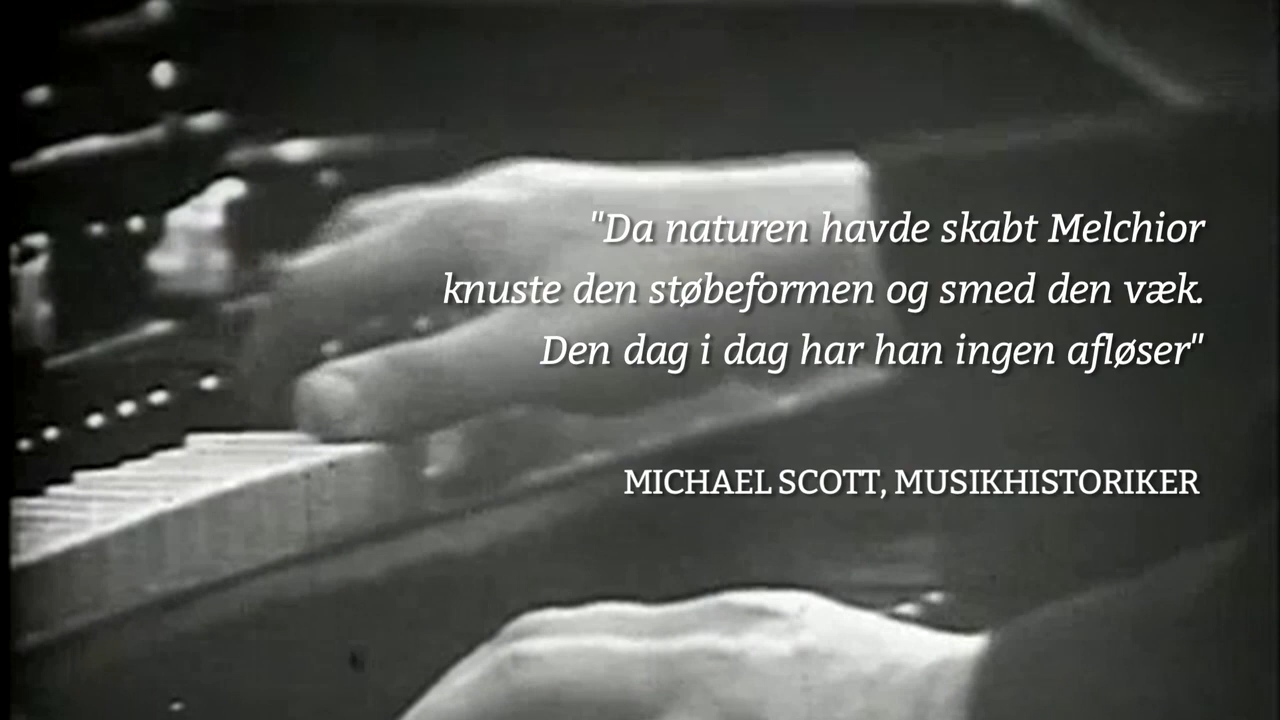 "Da naturen havde skabt Melchior
knuste den støbeformen og smed den væk.
Den dag i dag har han ingen afløser"
MICHAEL SCOTT, MUSIKHISTORIKER